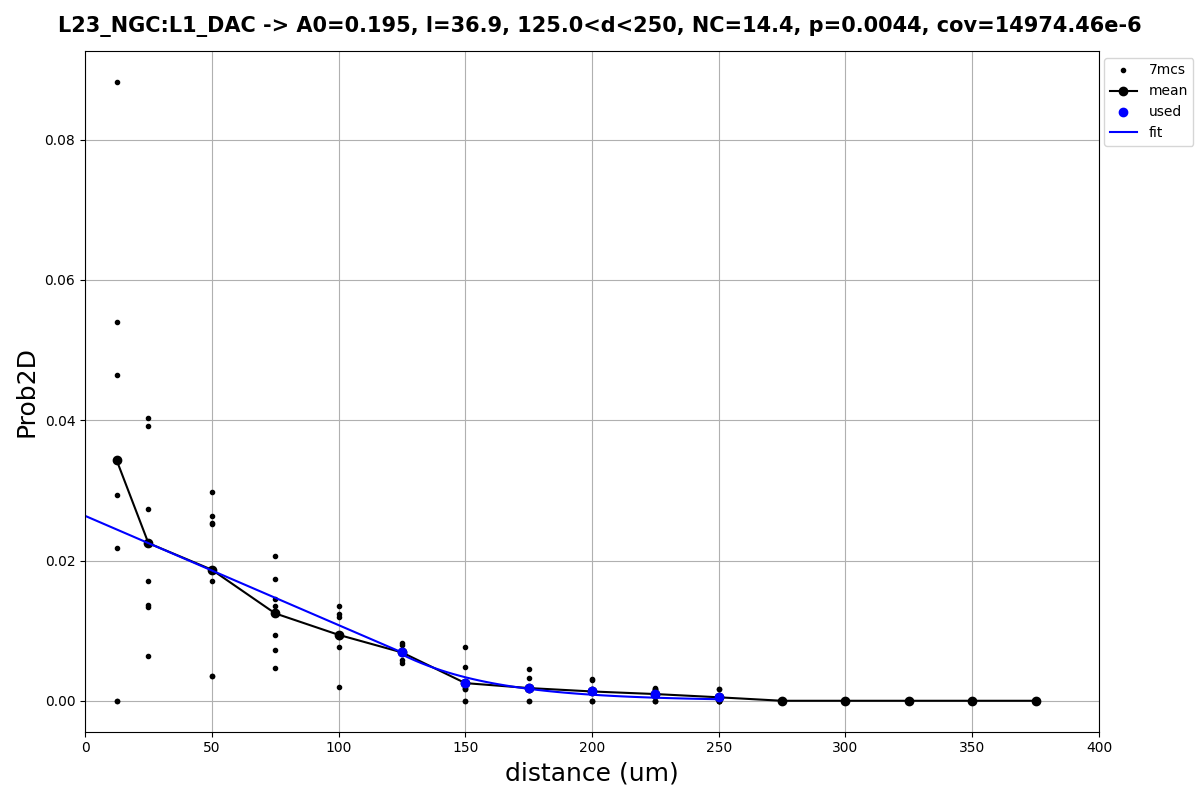 L23_NGC:L1_DAC -> A0=0.195, l=36.9, 125.0<d<250, NC=14.4, p=0.0044, cov=14974.46e-6
7mcs
mean
used
fit
0.08
0.06
0.04
0.02
0.00
Prob2D
0 50 100 150 200 250 300 350 400
distance (um)